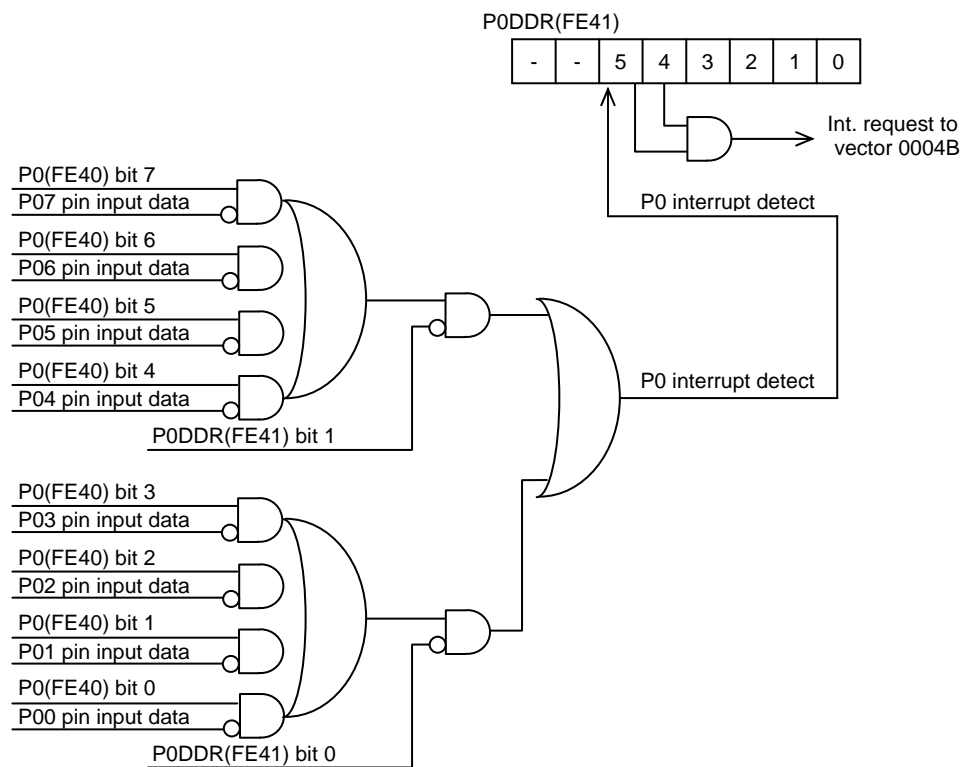 P0DDR(FE41)
- - 5 4 3 2 1 0
Int. request to
vector 0004B
P0 interrupt detect
P0(FE40) bit 7
P07 pin input data
P0(FE40) bit 6
P06 pin input data
P0(FE40) bit 5
P05 pin input data
P0(FE40) bit 4
P04 pin input data
P0DDR(FE41) bit 1
P0 interrupt detect
P0(FE40) bit 3
P03 pin input data
P0(FE40) bit 2
P02 pin input data
P0(FE40) bit 1
P01 pin input data
P0(FE40) bit 0
P00 pin input data
P0DDR(FE41) bit 0